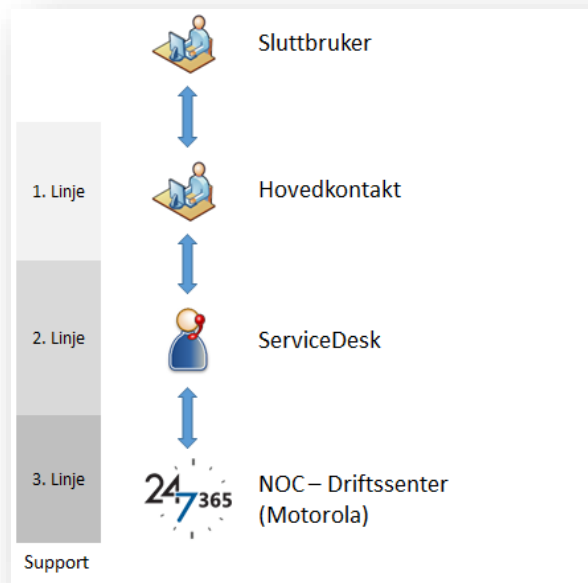 Sluttbruker
1. Linje
Hovedkontakt
2. Linje
ServiceDesk
3. Linje
24
7
365
NOC – Driftssenter
(Motorola)
Support